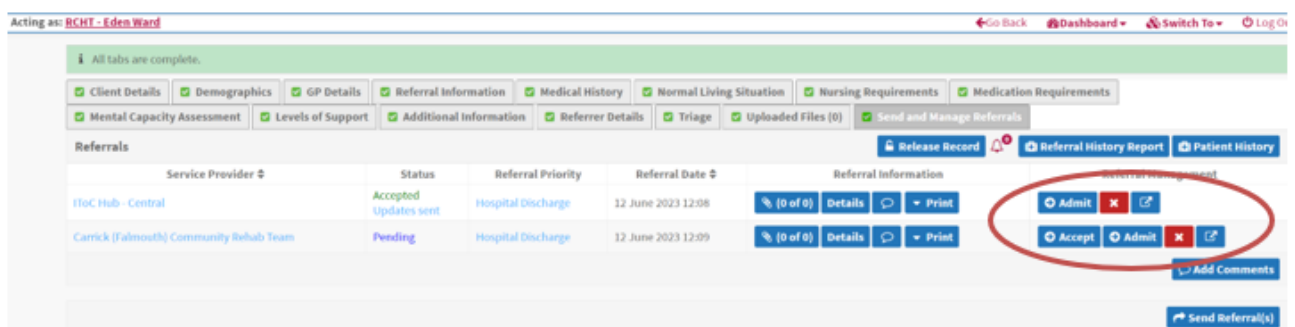 Acting as: RCHT - Eden Ward Go Back Dashboard Switch To Log Ou
i All tabs are complete.
Client Details Demographics GP Details Referral Information Medical History Normal Living Situation Nursing Requirements Medication Requirements
Mental Capacity Assessment Levels of Support Additional Information Referrer Details Triage Uploaded Files (0) Send and Manage Referrals
Referrals Release Record 0 Referral History Report Patient History
Service Provider Status Referral Priority Referral Date Referral Information Referral Management
IToC Hub - Central Accepted Hospital Discharge 12 June 2023 12:08 (0 of 0) Details Print Admit
Updates sent
Carrick (Falmouth) Community Rehab Team Pending Hospital Discharge 12 June 2023 12:09 (0 of 0) Details Print Accept Admit
Add Comments
Send Referral(s)